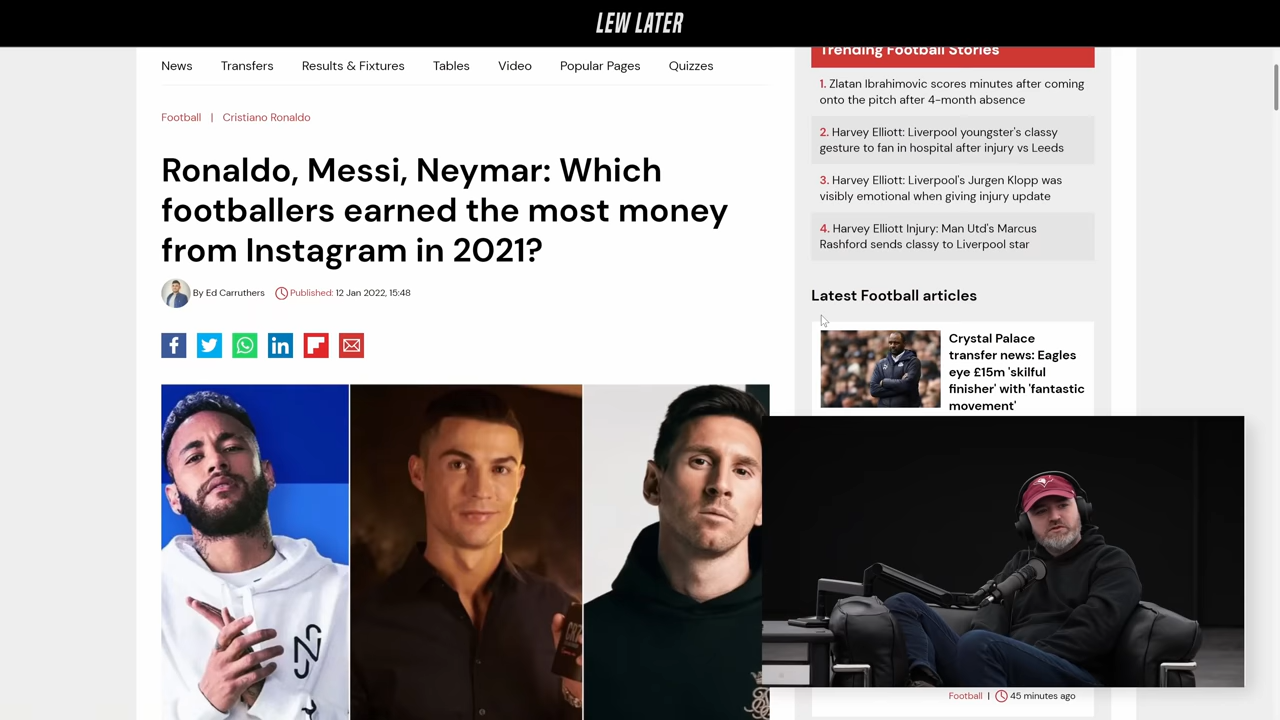 LEW LATER
News Transfers Results & Fixtures Tables Video Popular Pages Quizzes
Football | Cristiano Ronaldo
Ronaldo, Messi, Neymar: Which
footballers earned the most money
from Instagram in 2021?
By Ed Carruthers Published: 12 Jan 2022, 15:48
Trending Football Stories
1. Zlatan Ibrahimovic scores minutes after coming
onto the pitch after 4-month absence
2. Harvey Elliott: Liverpool youngster's classy
gesture to fan in hospital after injury vs Leeds
3. Harvey Elliott: Liverpool's Jurgen Klopp was
visibly emotional when giving injury update
4. Harvey Elliott Injury: Man Utd's Marcus
Rashford sends classy to Liverpool star
Latest Football articles
Crystal Palace
transfer news: Eagles
eye £15m 'skilful
finisher' with 'fantastic
movement'
Football | 45 minutes ago